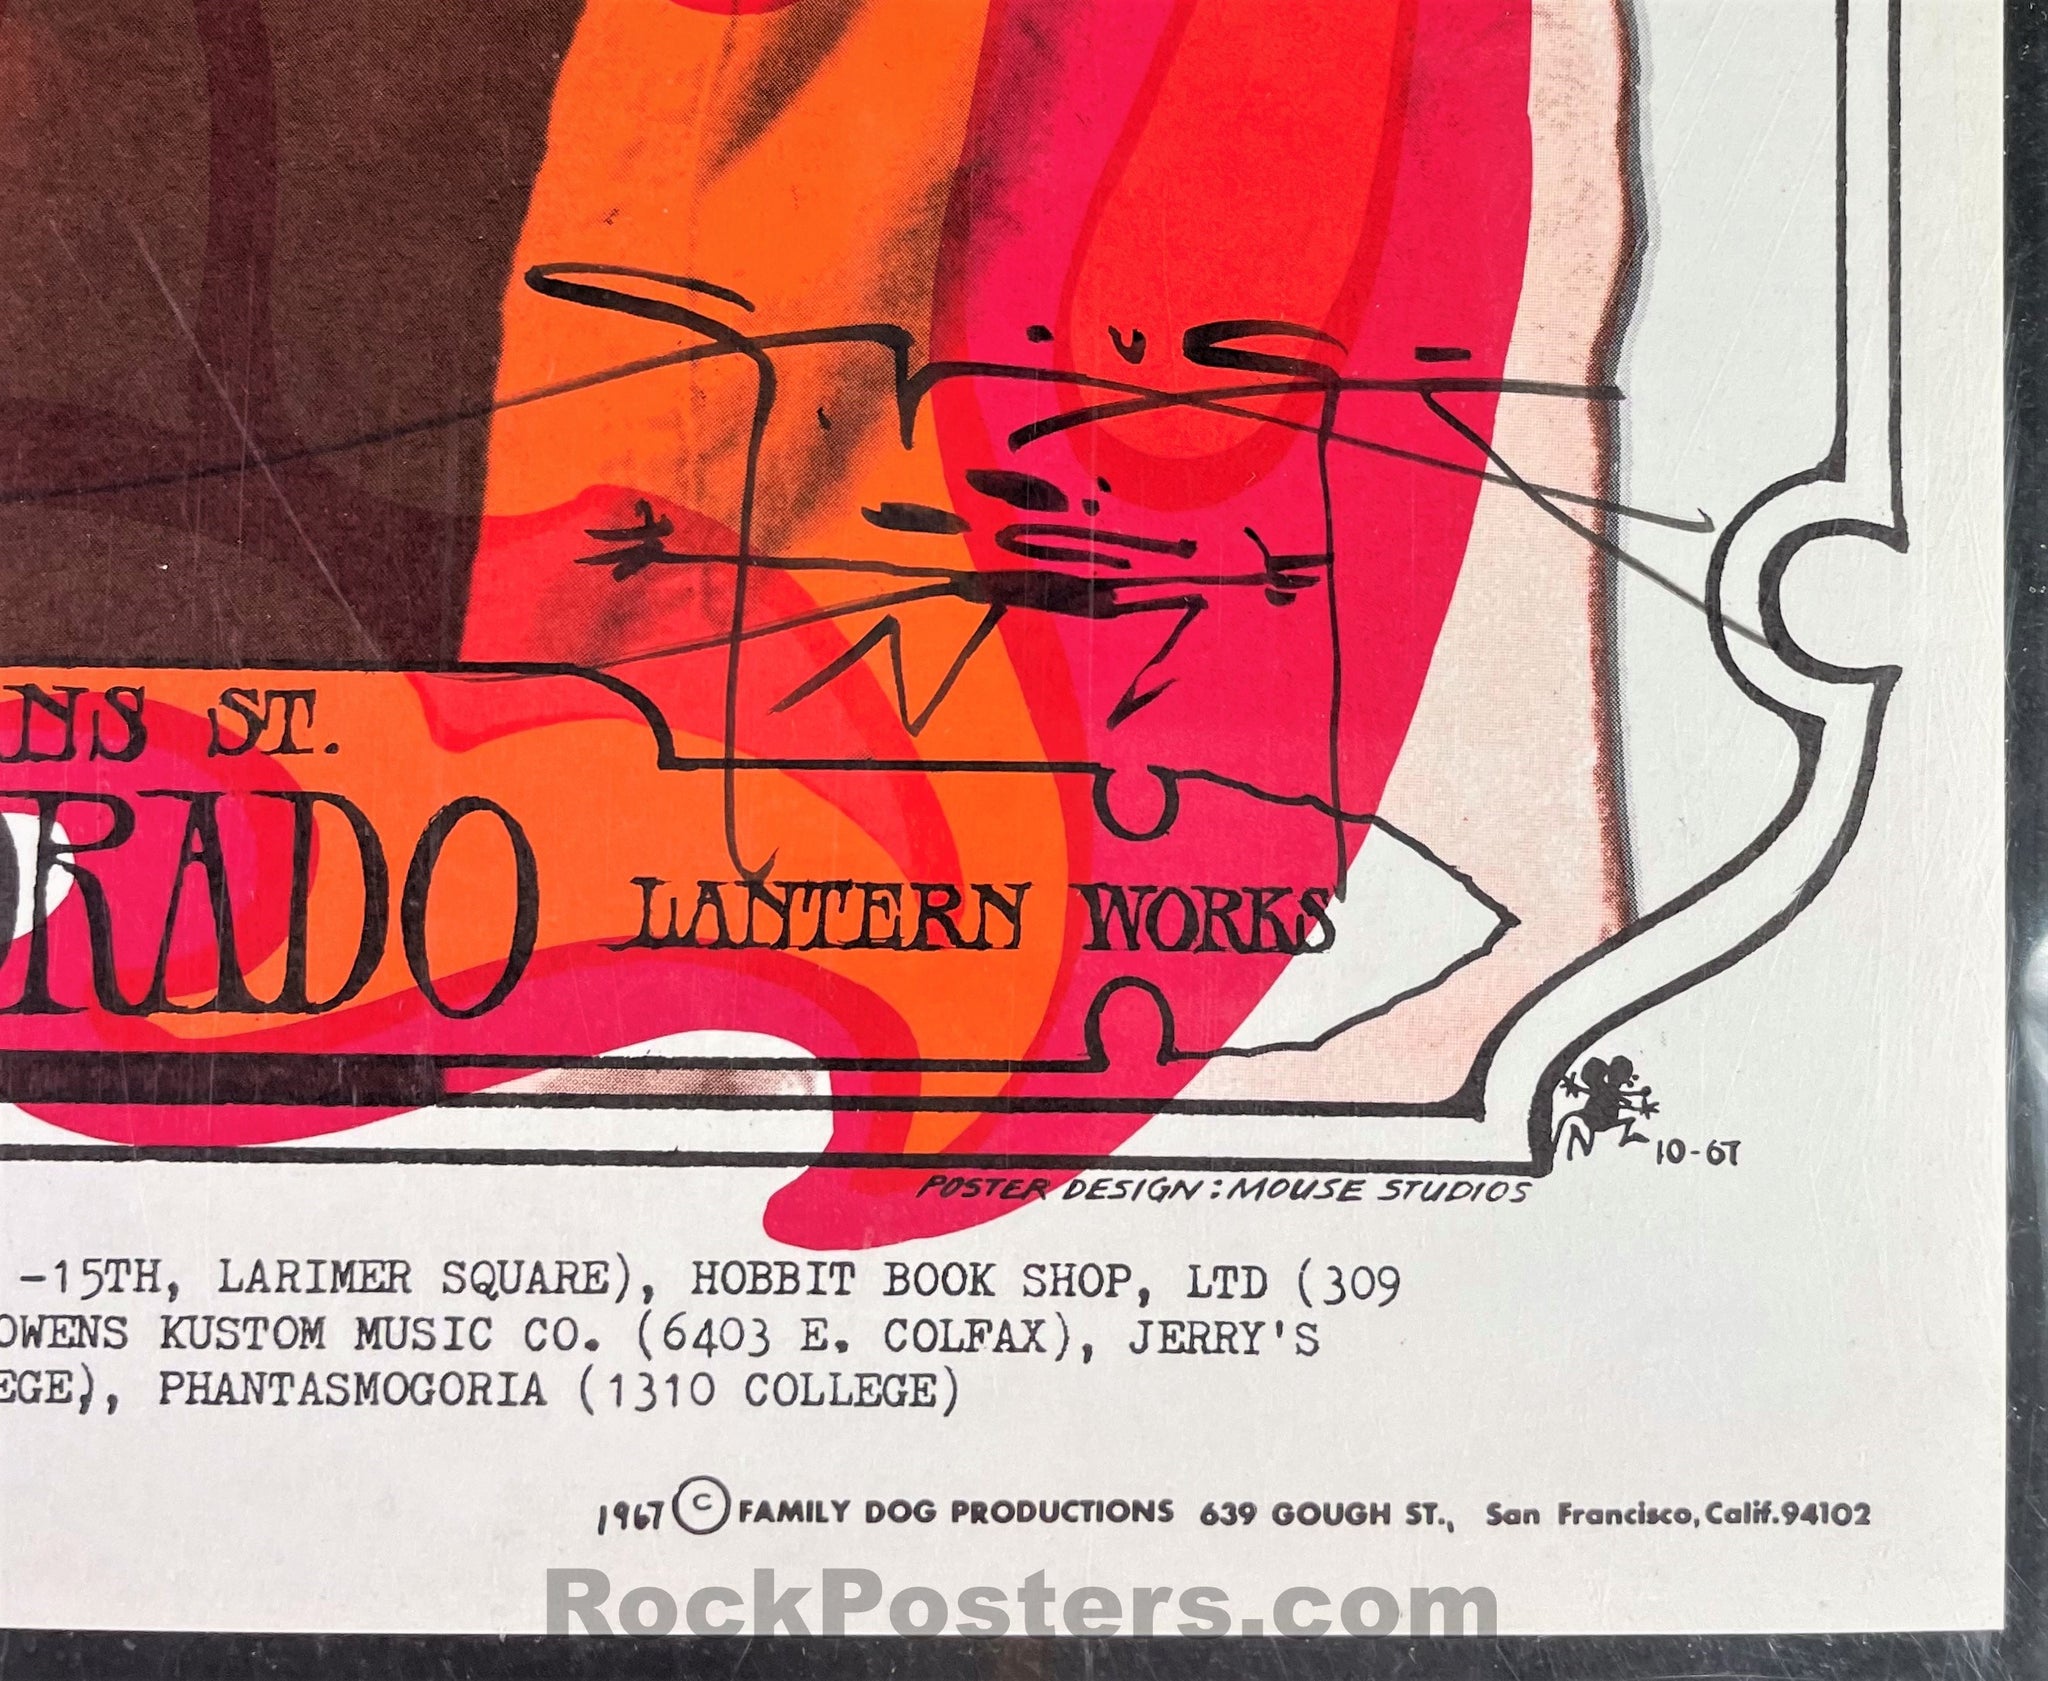 NS ST.
ORADO
LANTERN WORKS
10-67
POSTER DESIGN: MOUSE STUDIOS
-15TH, LARIMER SQUARE), HOBBIT BOOK SHOP, LTD (309
OWENS KUSTOM MUSIC CO. (6403 E. COLFAX), JERRY'S
EGE), PHANTASMOGORIA (1310 COLLEGE)
1967 © FAMILY DOG PRODUCTIONS 639 GOUGH ST., San Francisco, Calif. 94102
RockPosters.com